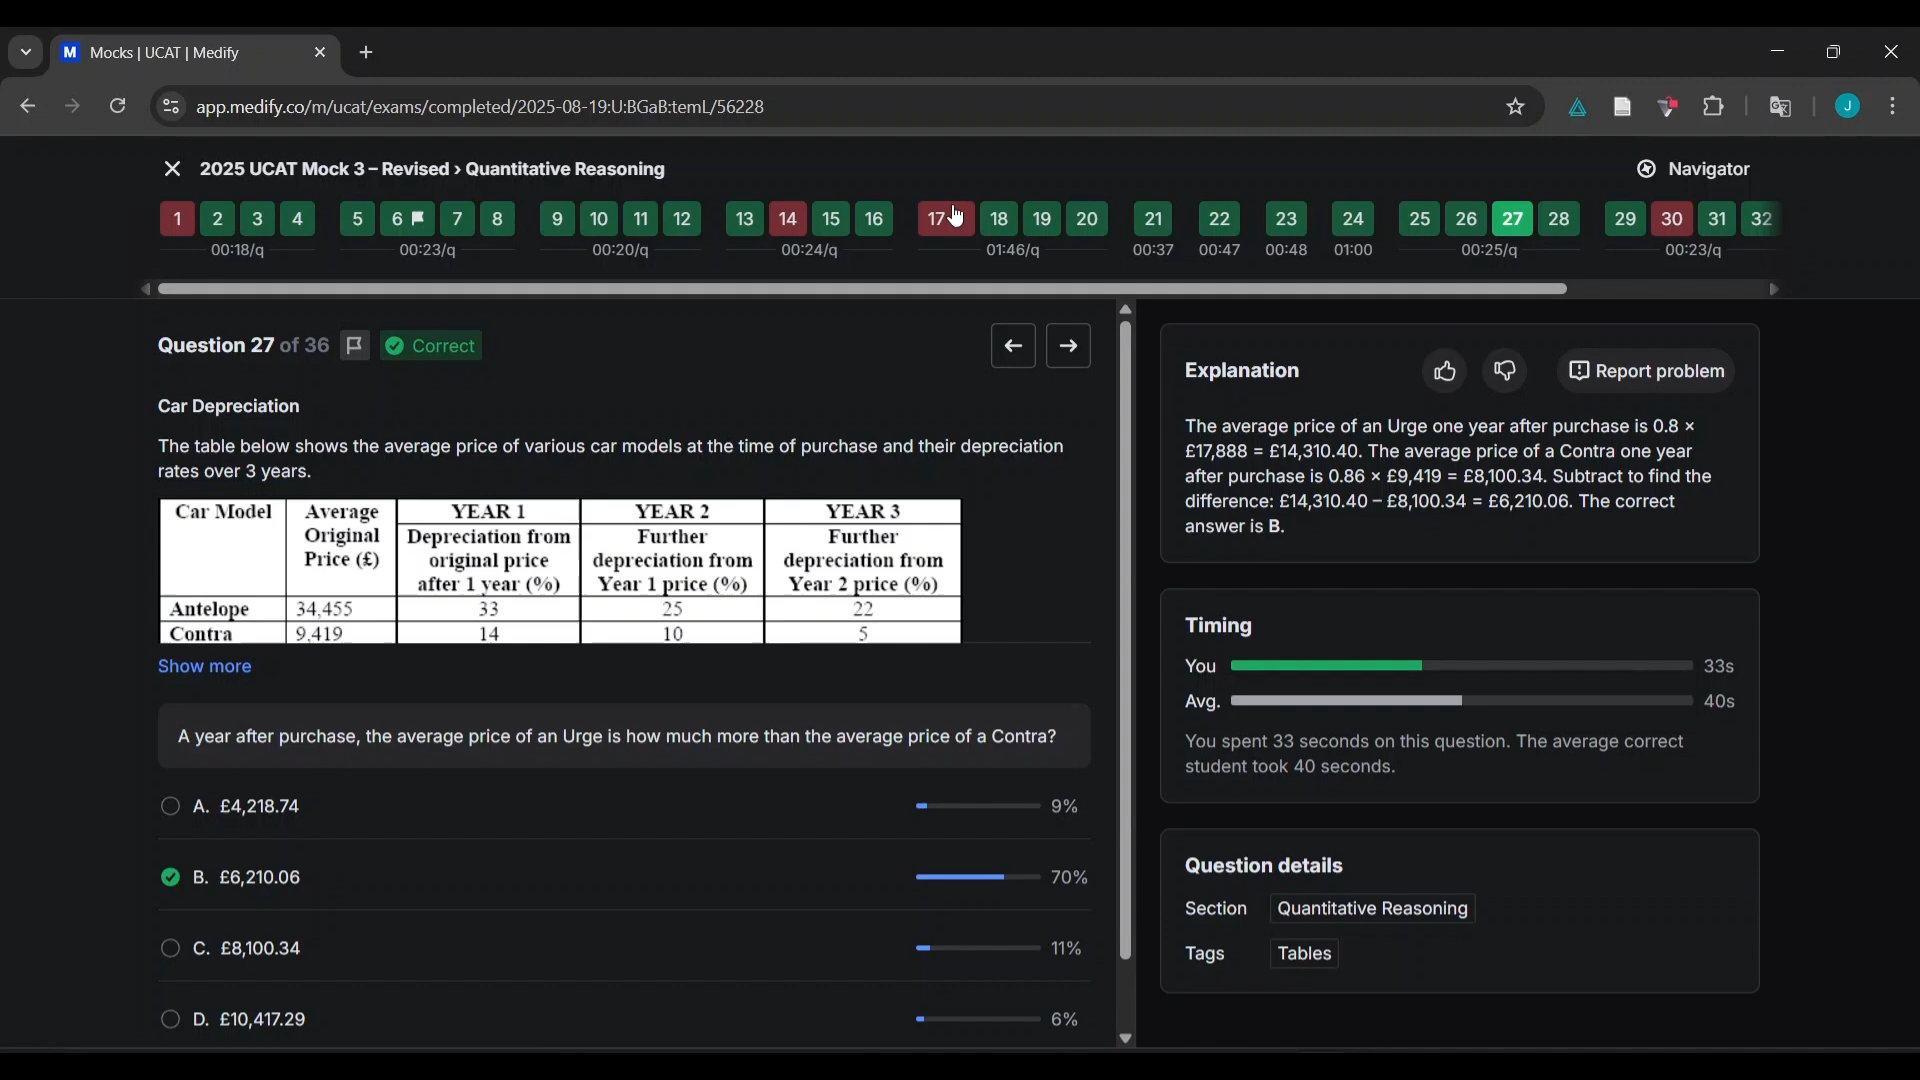 Mocks | UCAT | Medify
app.medify.co/m/ucat/exams/completed/2025-08-19:U:BGaB:temL/56228
J
2025 UCAT Mock 3 – Revised › Quantitative Reasoning
Navigator
1 2 3 4 5 6 7 8 9 10 11 12 13 14 15 16 17 18 19 20 21 22 23 24 25 26 27 28 29 30 31 32
00:18/q 00:23/q 00:20/q 00:24/q 01:46/q 00:37 00:47 00:48 01:00 00:25/q 00:23/q
Question 27 of 36 Correct
Car Depreciation
The table below shows the average price of various car models at the time of purchase and their depreciation
rates over 3 years.
Car Model Average Original Price (£) YEAR 1 YEAR 2 YEAR 3
Depreciation from original price after 1 year (%) Further depreciation from Year 1 price (%) Further depreciation from Year 2 price (%)
Antelope 34,455 33 25 22
Contra 9,419 14 10 5
Show more
A year after purchase, the average price of an Urge is how much more than the average price of a Contra?
A. £4,218.74 9%
B. £6,210.06 70%
C. £8,100.34 11%
D. £10,417.29 6%
Explanation
Report problem
The average price of an Urge one year after purchase is 0.8 ×
£17,888 = £14,310.40. The average price of a Contra one year
after purchase is 0.86 × £9,419 = £8,100.34. Subtract to find the
difference: £14,310.40 – £8,100.34 = £6,210.06. The correct
answer is B.
Timing
You 33s
Avg. 40s
You spent 33 seconds on this question. The average correct
student took 40 seconds.
Question details
Section Quantitative Reasoning
Tags Tables